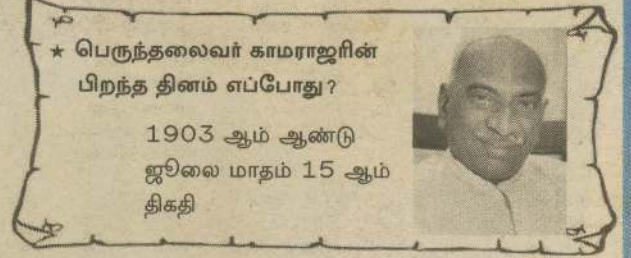 ★ பெருந்தலைவர் காமராஜரின்
பிறந்த தினம் எப்போது?
1903 ஆம் ஆண்டு
ஜூலை மாதம் 15 ஆம்
திகதி